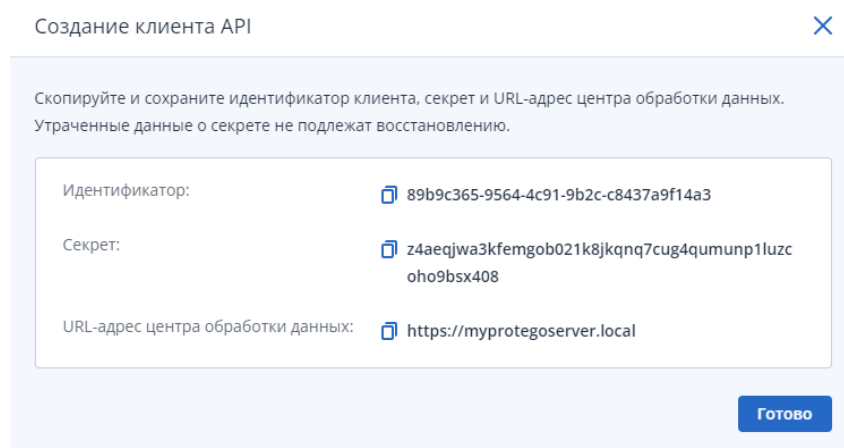 Создание клиента API
Скопируйте и сохраните идентификатор клиента, секрет и URL-адрес центра обработки данных.
Утраченные данные о секрете не подлежат восстановлению.
Идентификатор: 89b9c365-9564-4c91-9b2c-c8437a9f14a3
Секрет: z4aeqjwa3kfemgob021k8jkqnq7cug4qumunp1luzc
oho9bsx408
URL-адрес центра обработки данных: https://myprotegoserver.local
Готово